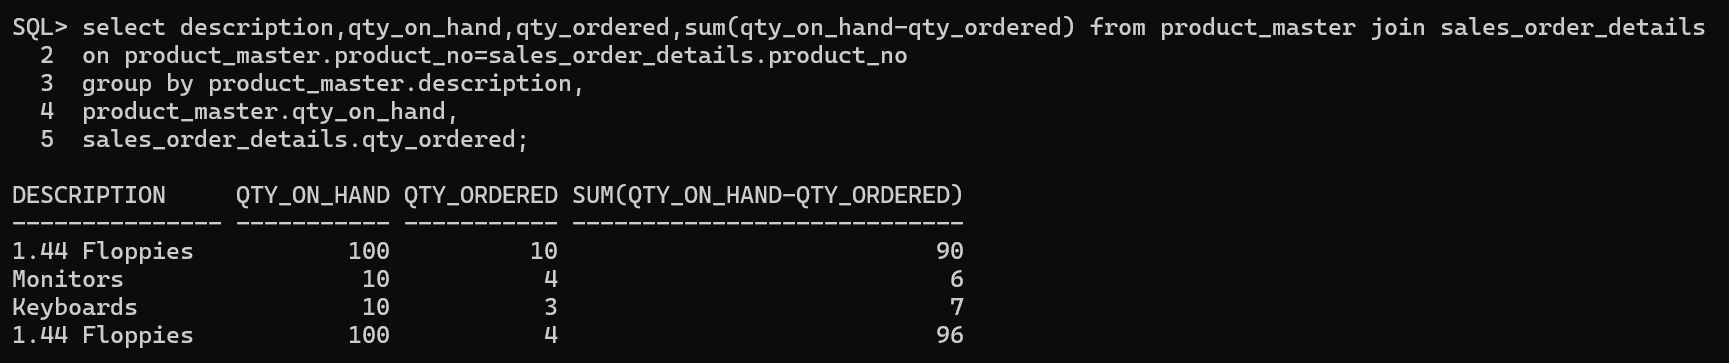 SQL> select description,qty_on_hand,qty_ordered,sum(qty_on_hand-qty_ordered) from product_master join sales_order_details
  2  on product_master.product_no=sales_order_details.product_no
  3  group by product_master.description,
  4  product_master.qty_on_hand,
  5  sales_order_details.qty_ordered;

DESCRIPTION     QTY_ON_HAND QTY_ORDERED SUM(QTY_ON_HAND-QTY_ORDERED)
--------------- ----------- ----------- ----------------------------
1.44 Floppies           100          10                           90
Monitors                 10           4                            6
Keyboards                10           3                            7
1.44 Floppies           100           4                           96